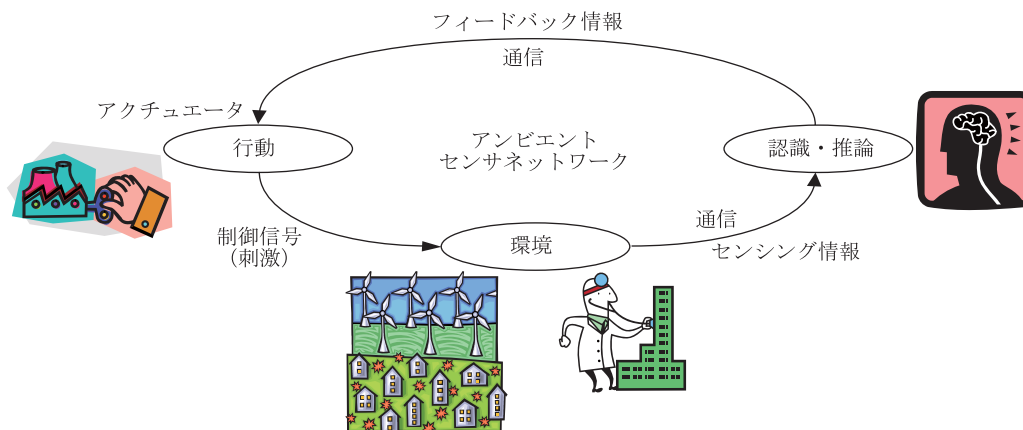 フィードバック情報
通信
アクチュエータ
行動
アンビエント
センサネットワーク
認識・推論
制御信号
（刺激）
環境
通信
センシング情報